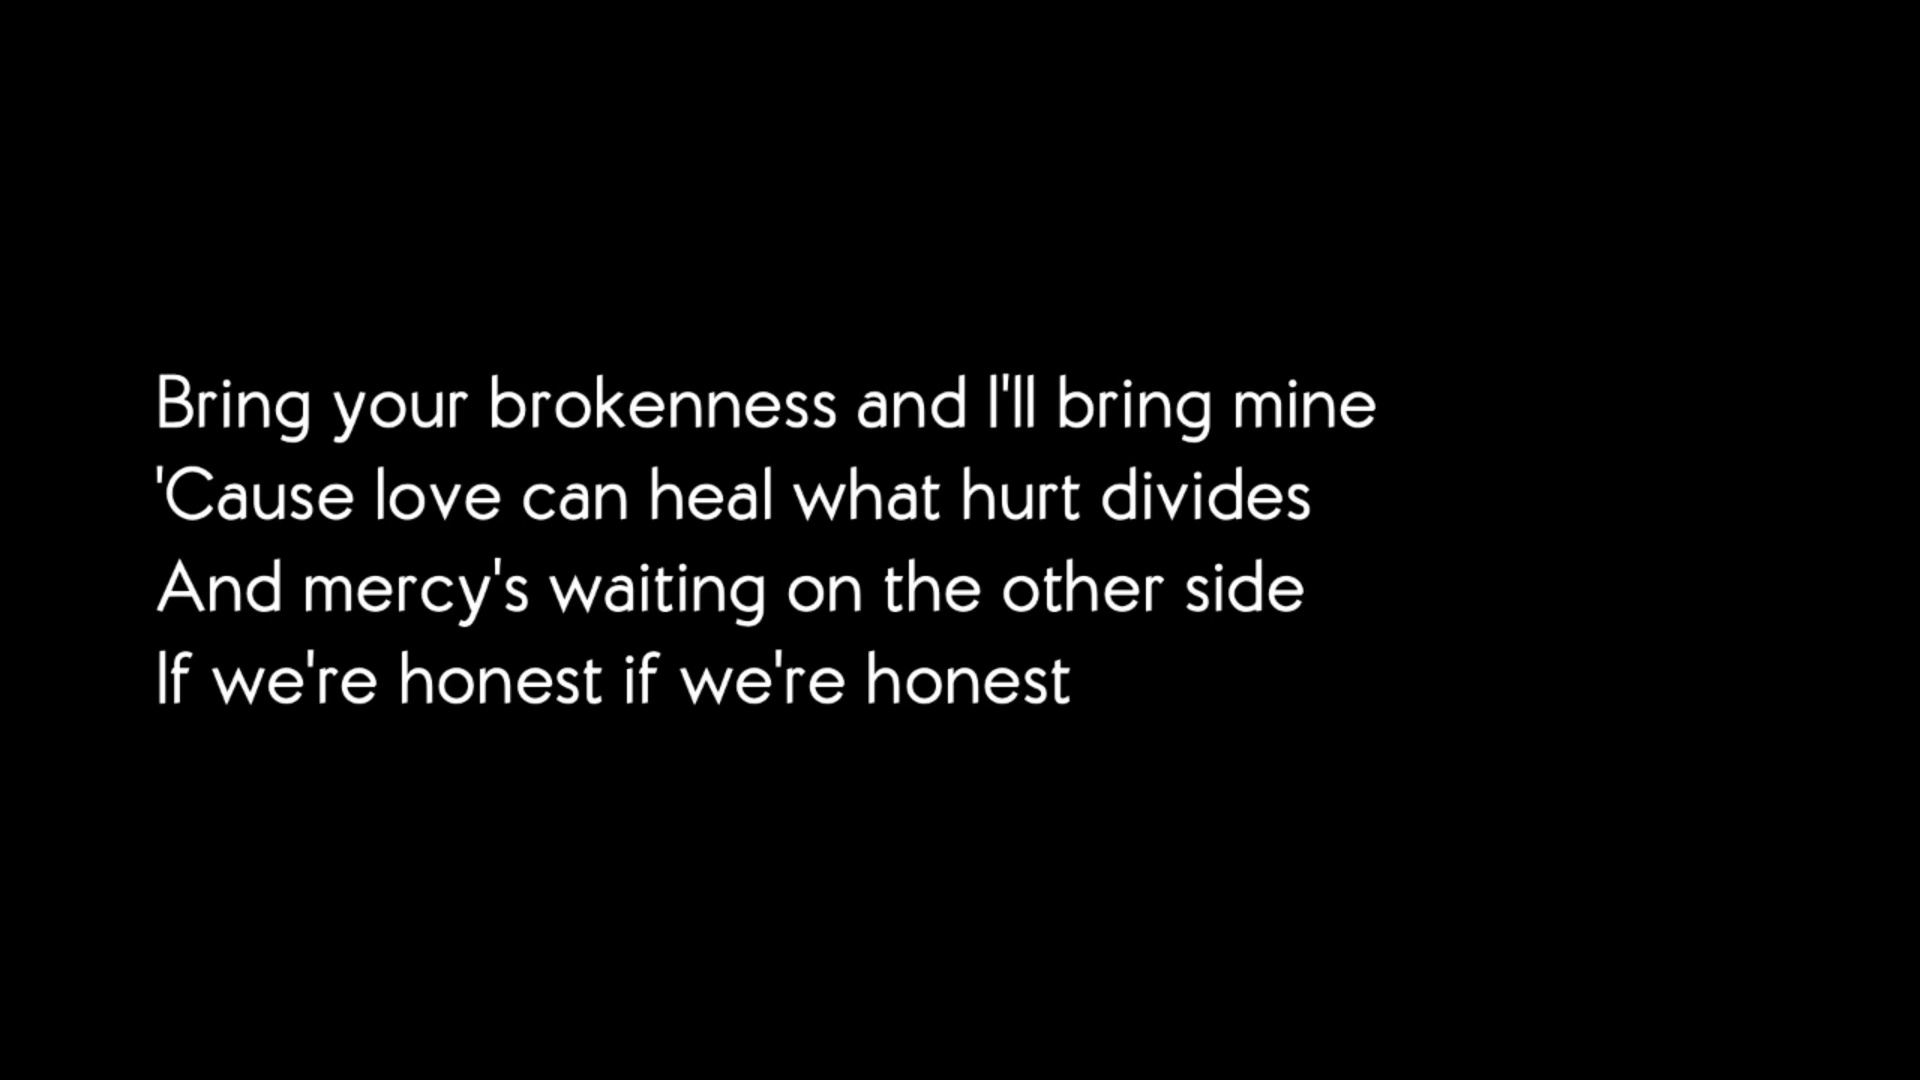 Bring your brokenness and I'll bring mine
'Cause love can heal what hurt divides
And mercy's waiting on the other side
If we're honest if we're honest